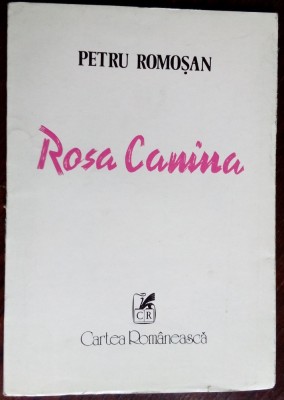 PETRU ROMOȘAN
Rosa Canina
CR
Cartea Românească